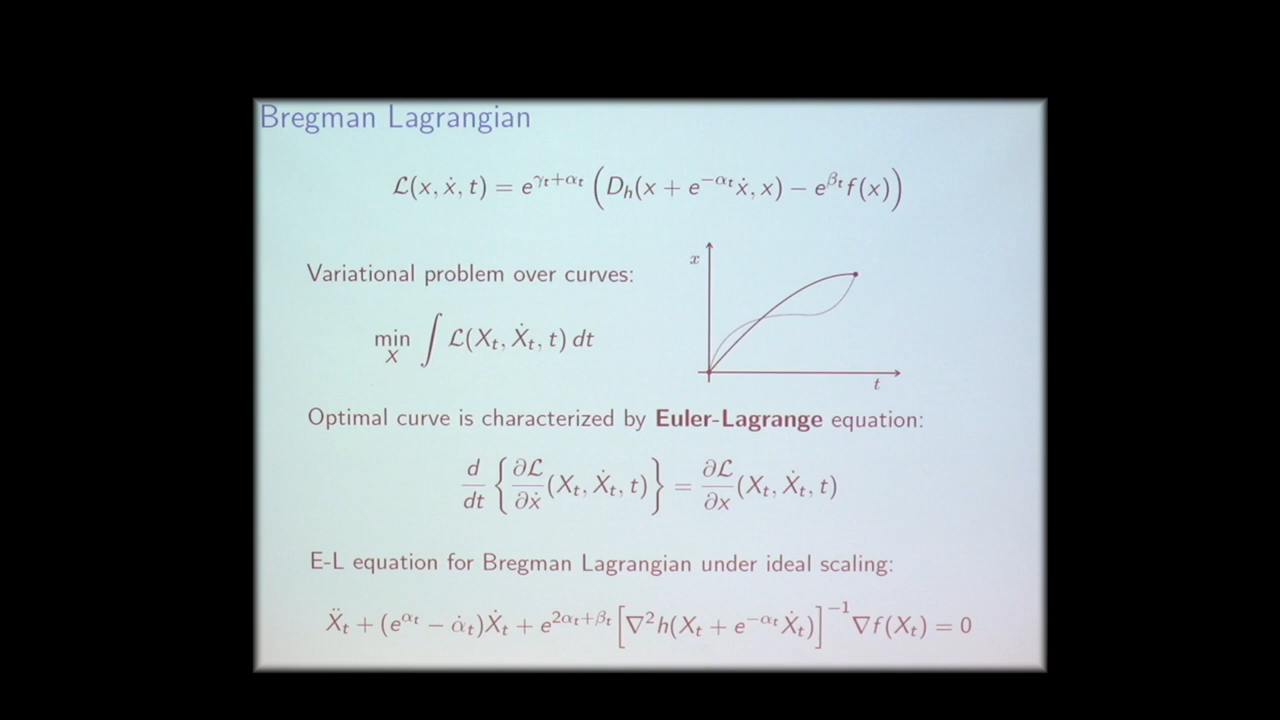 Bregman Lagrangian
ℒ(x, ẋ, t) = e^{γ_t+α_t} (D_h(x + e^{−α_t}ẋ, x) − e^{β_t}f(x))
Variational problem over curves:
x
min_X ∫ ℒ(X_t, Ẋ_t, t) dt
t
Optimal curve is characterized by Euler-Lagrange equation:
d/dt {∂ℒ/∂ẋ (X_t, Ẋ_t, t)} = ∂ℒ/∂x (X_t, Ẋ_t, t)
E-L equation for Bregman Lagrangian under ideal scaling:
Ẍ_t + (e^{α_t} − α̇_t)Ẋ_t + e^{2α_t+β_t} [∇²h(X_t + e^{−α_t}Ẋ_t)]^{−1} ∇f(X_t) = 0